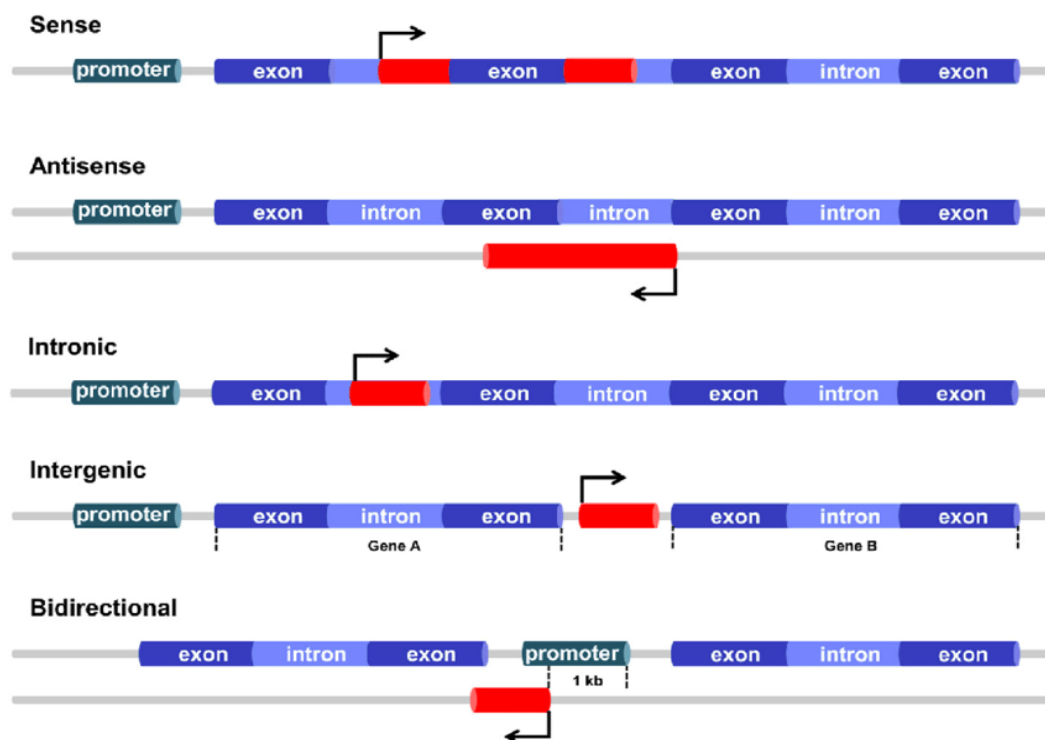 Sense
promoter exon exon exon intron exon
Antisense
promoter exon intron exon intron exon intron exon
Intronic
promoter exon exon intron exon intron exon
Intergenic
promoter exon intron exon exon intron exon
Gene A Gene B
Bidirectional
exon intron exon promoter exon intron exon
1 kb